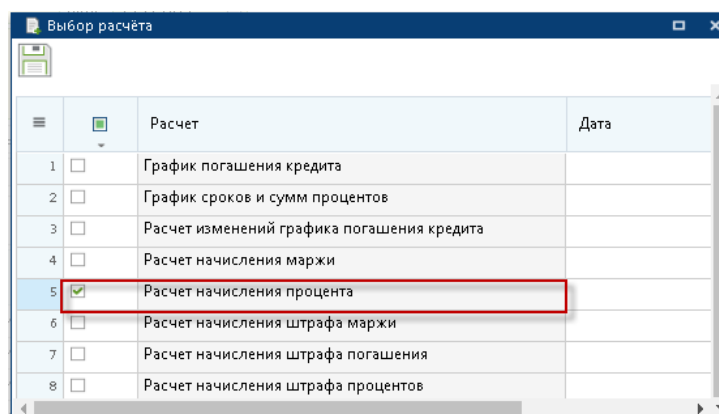 Выбор расчёта
Расчет Дата
1 График погашения кредита
2 График сроков и сумм процентов
3 Расчет изменений графика погашения кредита
4 Расчет начисления маржи
5 Расчет начисления процента
6 Расчет начисления штрафа маржи
7 Расчет начисления штрафа погашения
8 Расчет начисления штрафа процентов